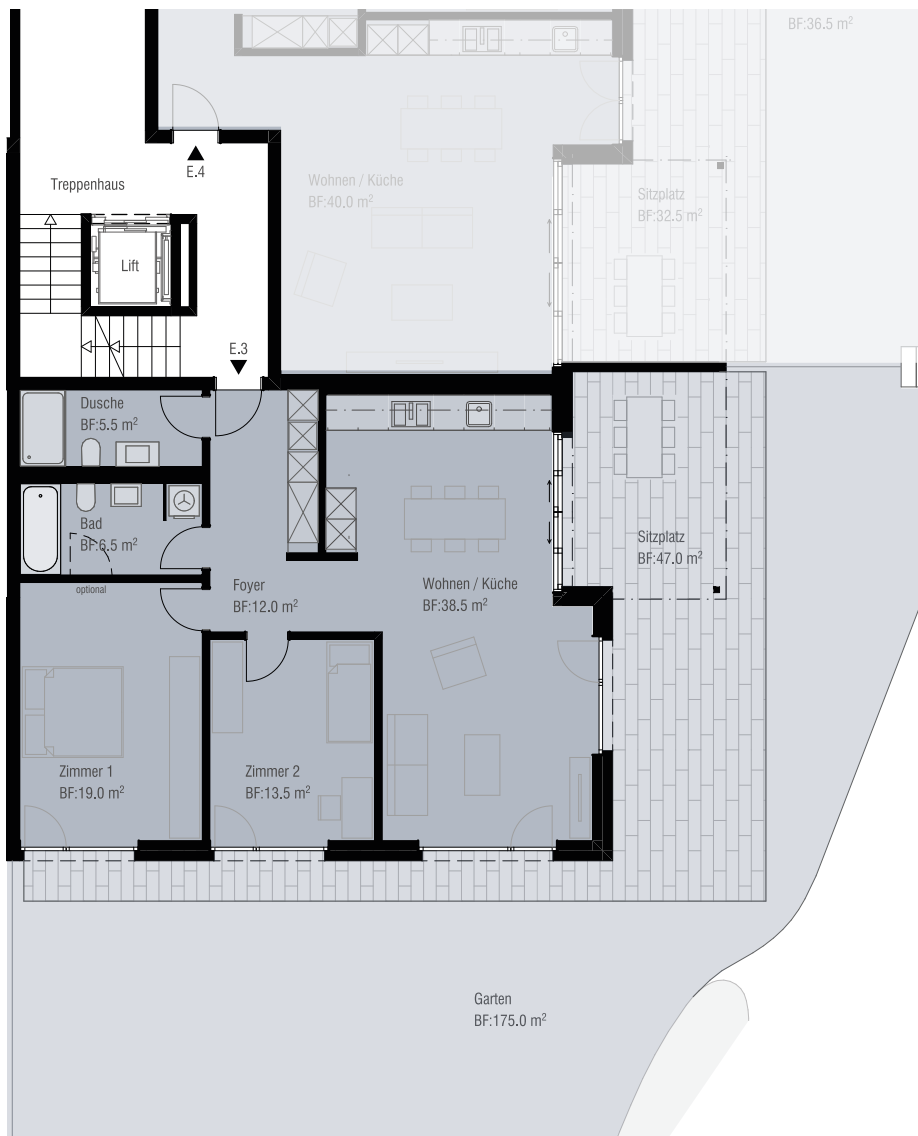 BF:36.5 m²
E.4
Treppenhaus
Wohnen / Küche
BF:40.0 m²
Sitzplatz
BF:32.5 m²
Lift
E.3
Dusche
BF:5.5 m²
Bad
BF:6.5 m²
optional
Foyer
BF:12.0 m²
Wohnen / Küche
BF:38.5 m²
Sitzplatz
BF:47.0 m²
Zimmer 1
BF:19.0 m²
Zimmer 2
BF:13.5 m²
Garten
BF:175.0 m²